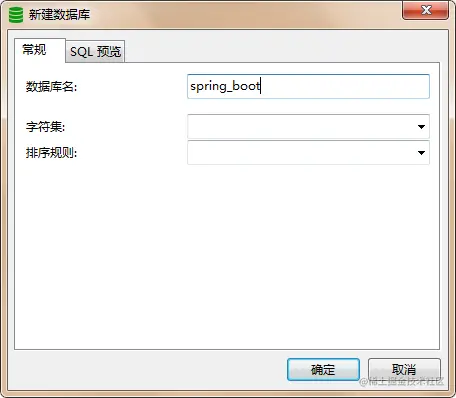 新建数据库
常规 SQL 预览
数据库名: spring_boot
字符集:
排序规则:
确定 取消
@稀土掘金技术社区